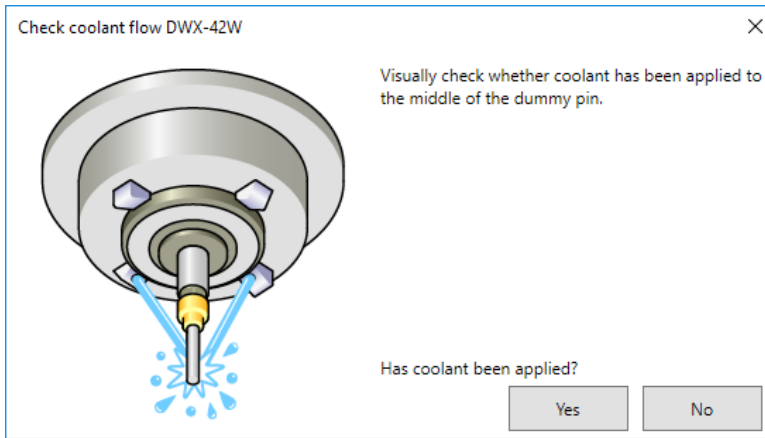 Check coolant flow DWX-42W
Visually check whether coolant has been applied to
the middle of the dummy pin.
Has coolant been applied?
Yes
No